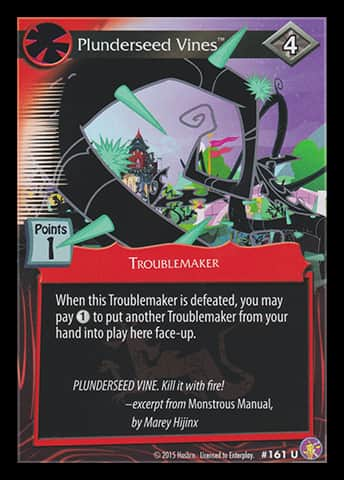 Plunderseed Vines™
4
Points
1
TROUBLEMAKER
When this Troublemaker is defeated, you may
pay 1 to put another Troublemaker from your
hand into play here face-up.
PLUNDERSEED VINE. Kill it with fire!
–excerpt from Monstrous Manual,
by Marey Hijinx
© 2015 Hasbro. Licensed to Enterplay. #161 U